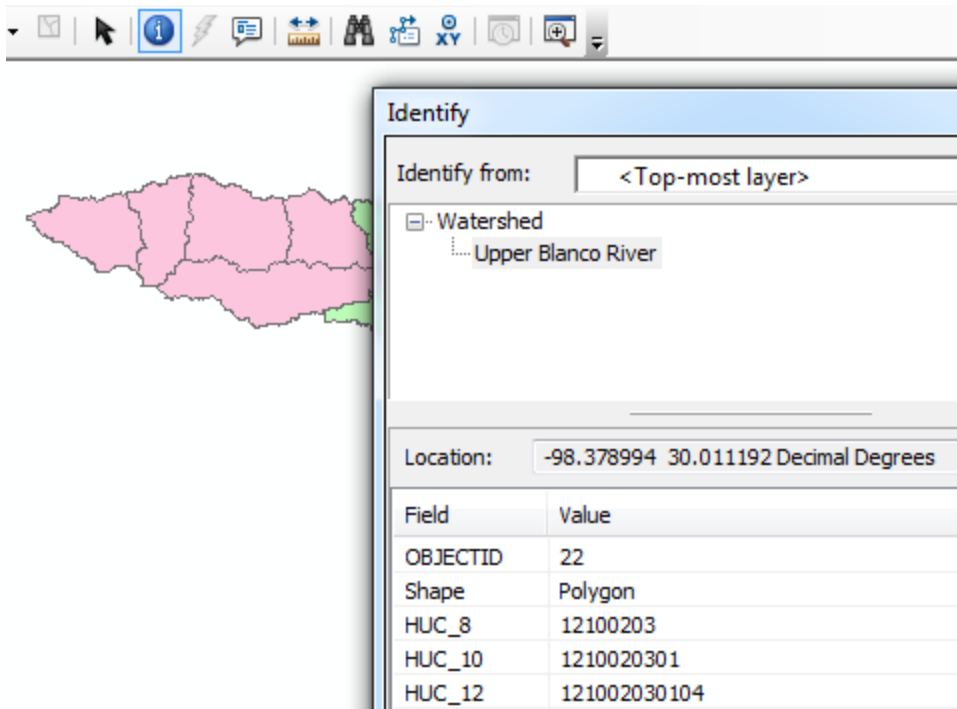 XY
Identify
Identify from: <Top-most layer>
Watershed
Upper Blanco River
Location: -98.378994 30.011192 Decimal Degrees
Field Value
OBJECTID 22
Shape Polygon
HUC_8 12100203
HUC_10 1210020301
HUC_12 121002030104